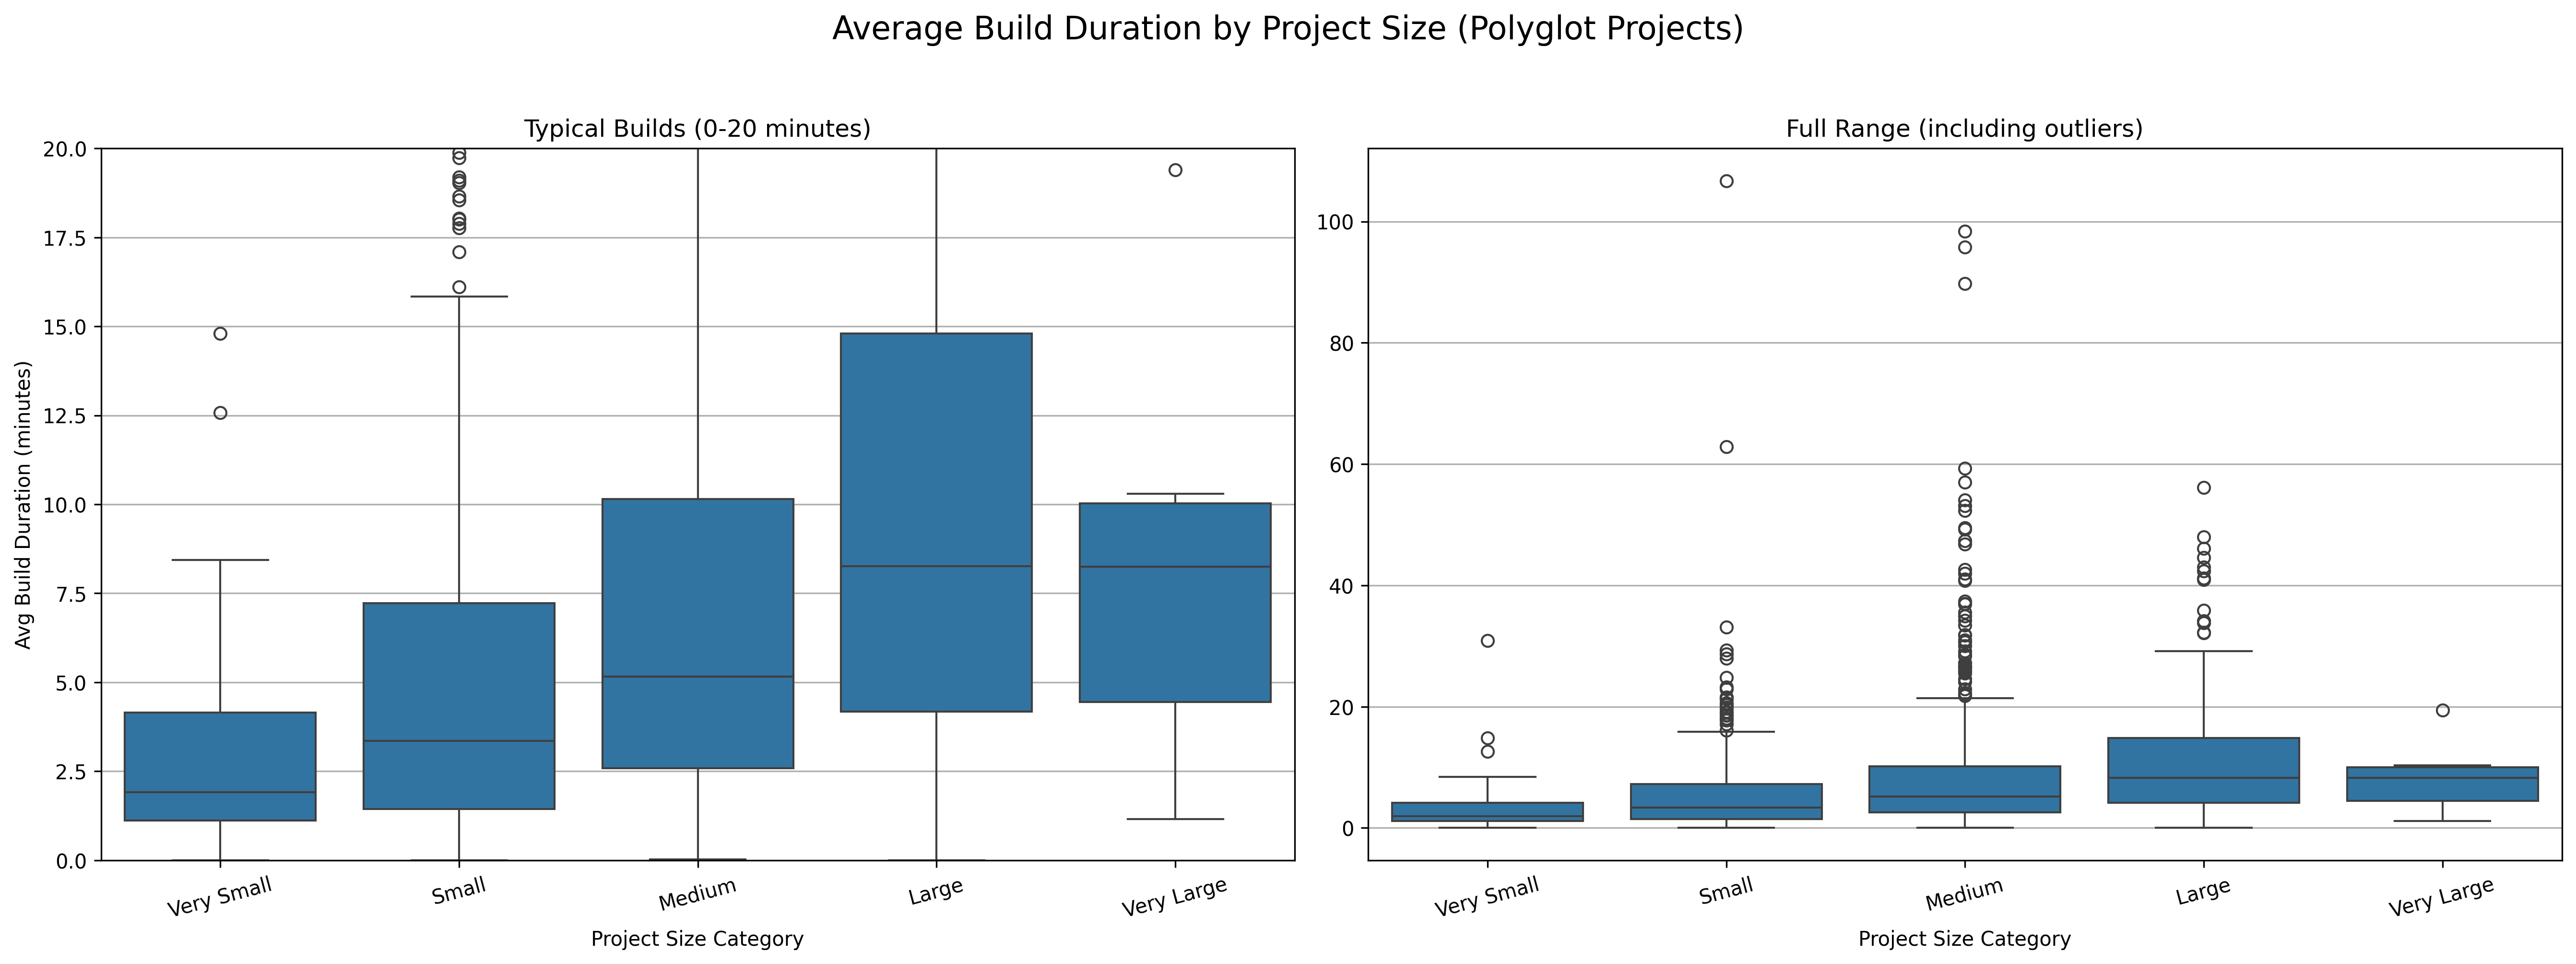 Average Build Duration by Project Size (Polyglot Projects)
Typical Builds (0-20 minutes)
Avg Build Duration (minutes)
20.0
17.5
15.0
12.5
10.0
7.5
5.0
2.5
0.0
Very Small
Small
Medium
Large
Very Large
Project Size Category
Full Range (including outliers)
100
80
60
40
20
0
Very Small
Small
Medium
Large
Very Large
Project Size Category